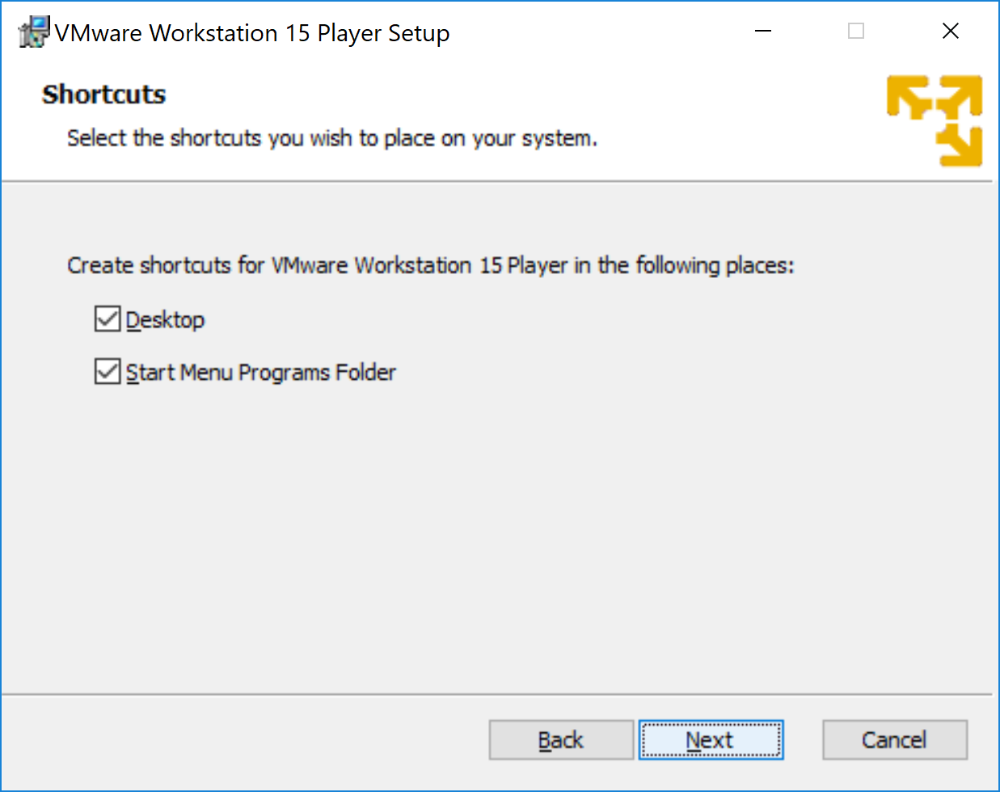 VMware Workstation 15 Player Setup
Shortcuts
Select the shortcuts you wish to place on your system.
Create shortcuts for VMware Workstation 15 Player in the following places:
Desktop
Start Menu Programs Folder
Back Next Cancel